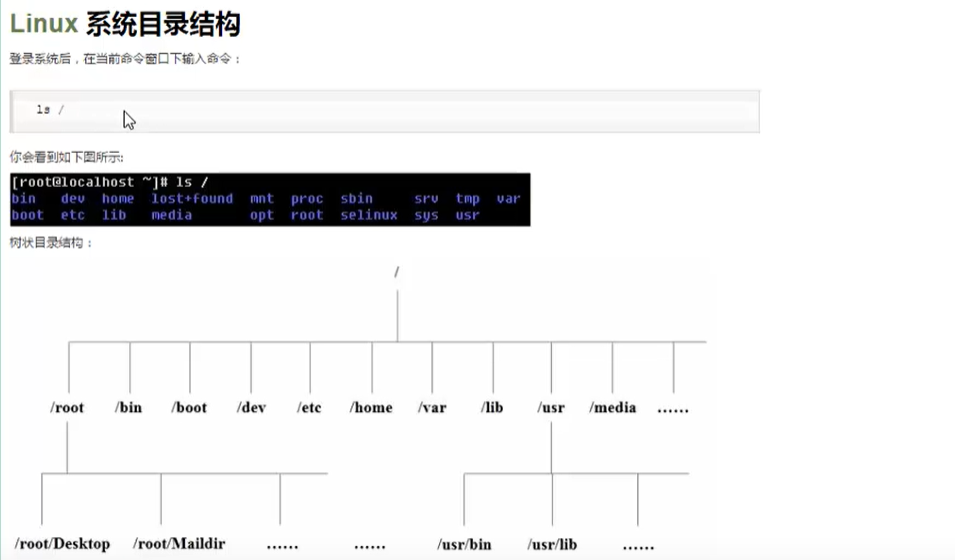 Linux 系统目录结构
登录系统后，在当前命令窗口下输入命令：
ls /
你会看到如下图所示:
[root@localhost ~]# ls /
bin dev home lost+found mnt proc sbin srv tmp var
boot etc lib media opt root selinux sys usr
树状目录结构：
/
/root /bin /boot /dev /etc /home /var /lib /usr /media ……
/root/Desktop /root/Maildir …… …… /usr/bin /usr/lib ……